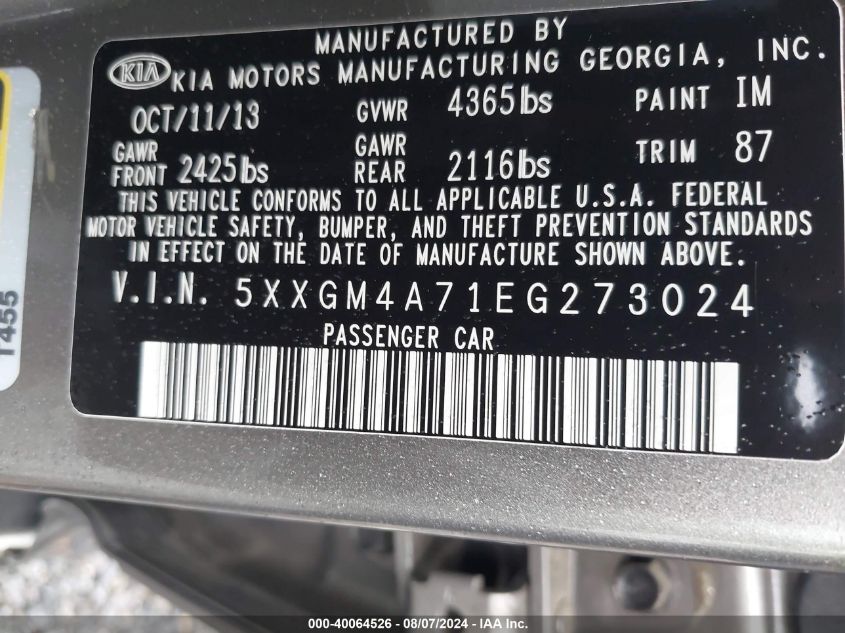 MANUFACTURED BY
KIA KIA MOTORS MANUFACTURING GEORGIA, INC.
OCT/11/13 GVWR 4365lbs PAINT IM
GAWR FRONT 2425lbs GAWR REAR 2116lbs TRIM 87
THIS VEHICLE CONFORMS TO ALL APPLICABLE U.S.A. FEDERAL
MOTOR VEHICLE SAFETY, BUMPER, AND THEFT PREVENTION STANDARDS
IN EFFECT ON THE DATE OF MANUFACTURE SHOWN ABOVE.
V.I.N. 5XXGM4A71EG273024
PASSENGER CAR
T455
000-40064526 - 08/07/2024 - IAA Inc.